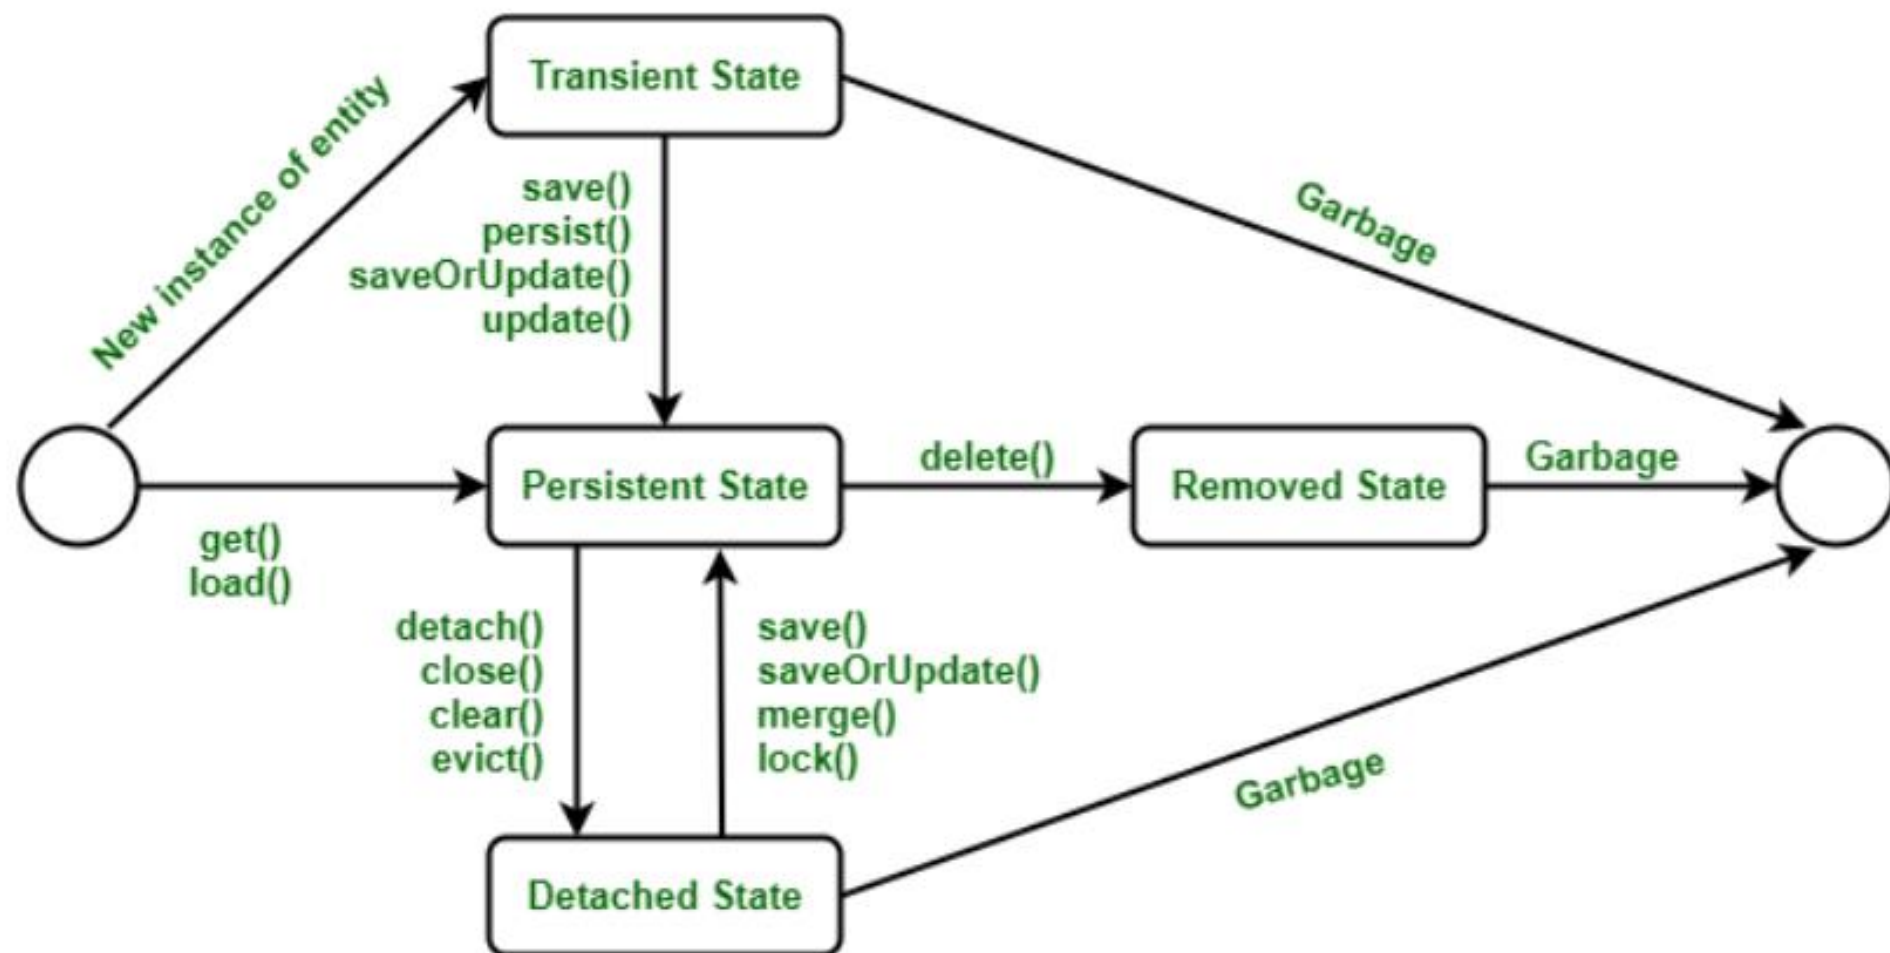 Transient State
New instance of entity
save()
persist()
saveOrUpdate()
update()
Garbage
Persistent State
delete()
Removed State
Garbage
get()
load()
detach()
close()
clear()
evict()
save()
saveOrUpdate()
merge()
lock()
Garbage
Detached State